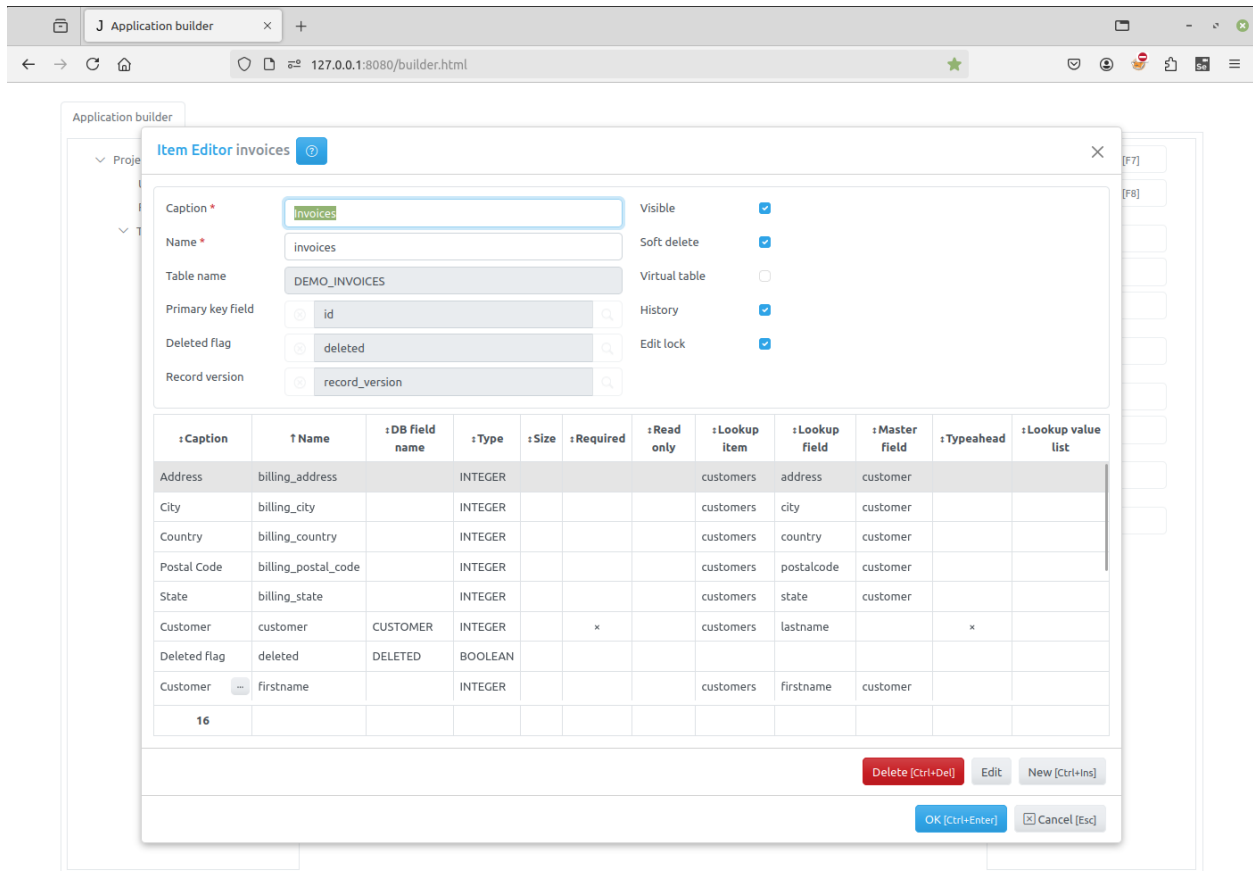 J Application builder
127.0.0.1:8080/builder.html
Se
Application builder
Item Editor invoices
Proje
[F7]
[F8]
Caption *
Invoices
Visible
Name *
invoices
Soft delete
Table name
DEMO_INVOICES
Virtual table
Primary key field
id
History
Deleted flag
deleted
Edit lock
Record version
record_version
Caption Name DB field name Type Size Required Read only Lookup item Lookup field Master field Typeahead Lookup value list
Address billing_address INTEGER customers address customer
City billing_city INTEGER customers city customer
Country billing_country INTEGER customers country customer
Postal Code billing_postal_code INTEGER customers postalcode customer
State billing_state INTEGER customers state customer
Customer customer CUSTOMER INTEGER × customers lastname ×
Deleted flag deleted DELETED BOOLEAN
Customer ... firstname INTEGER customers firstname customer
16
Delete [Ctrl+Del] Edit New [Ctrl+Ins]
OK [Ctrl+Enter] Cancel [Esc]